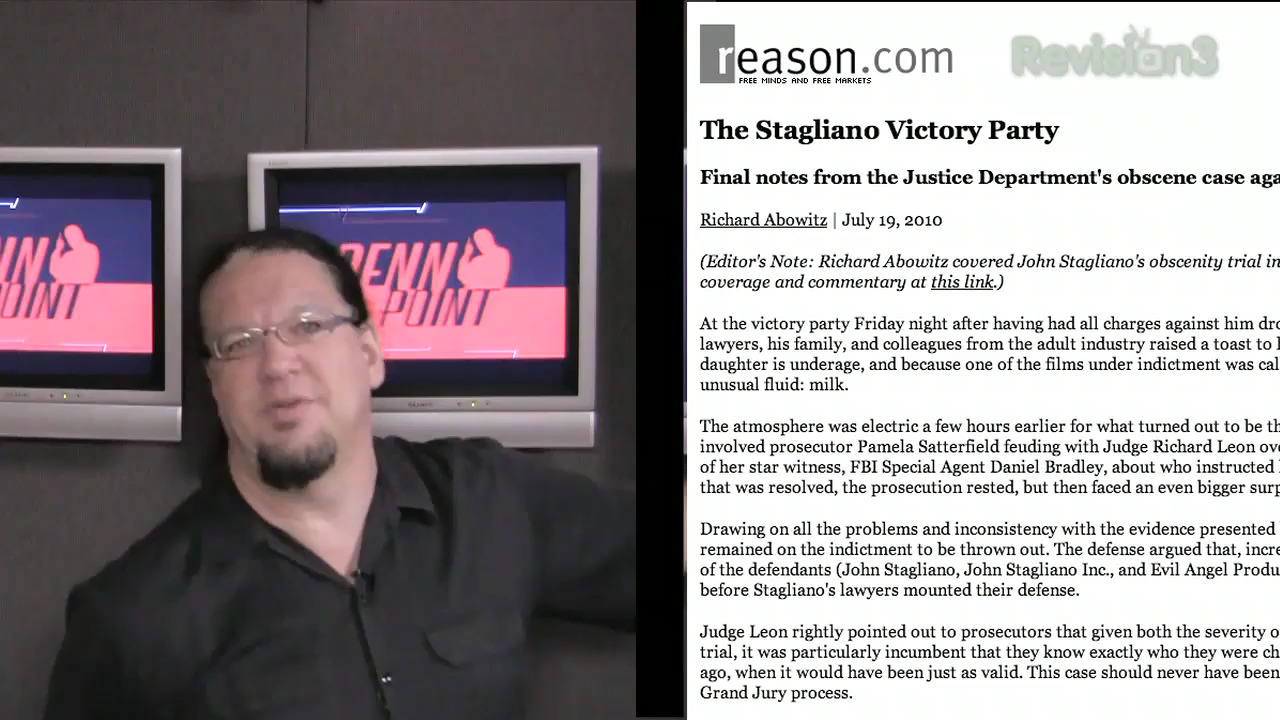 NN
POINT
PENN
POINT
reason.com
FREE MINDS AND FREE MARKETS
Revision3
The Stagliano Victory Party
Final notes from the Justice Department's obscene case aga
Richard Abowitz | July 19, 2010
(Editor's Note: Richard Abowitz covered John Stagliano's obscenity trial in
coverage and commentary at this link.)
At the victory party Friday night after having had all charges against him dro
lawyers, his family, and colleagues from the adult industry raised a toast to
daughter is underage, and because one of the films under indictment was cal
unusual fluid: milk.
The atmosphere was electric a few hours earlier for what turned out to be th
involved prosecutor Pamela Satterfield feuding with Judge Richard Leon ove
of her star witness, FBI Special Agent Daniel Bradley, about who instructed
that was resolved, the prosecution rested, but then faced an even bigger surp
Drawing on all the problems and inconsistency with the evidence presented
remained on the indictment to be thrown out. The defense argued that, incre
of the defendants (John Stagliano, John Stagliano Inc., and Evil Angel Produ
before Stagliano's lawyers mounted their defense.
Judge Leon rightly pointed out to prosecutors that given both the severity o
trial, it was particularly incumbent that they know exactly who they were ch
ago, when it would have been just as valid. This case should never have been
Grand Jury process.